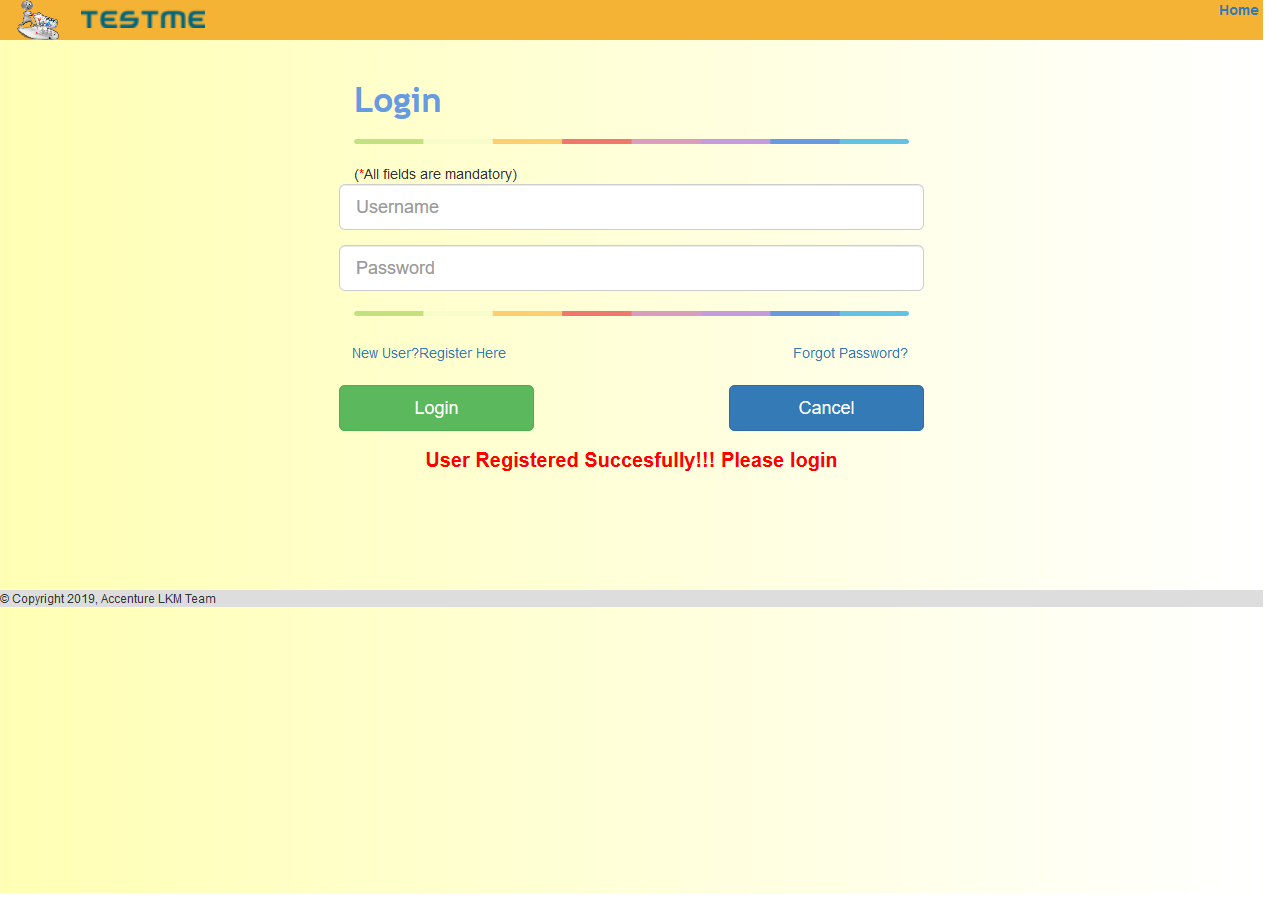 TESTME
Home
Login
(*All fields are mandatory)
Username
Password
New User?Register Here
Forgot Password?
Login
Cancel
User Registered Succesfully!!! Please login
© Copyright 2019, Accenture LKM Team